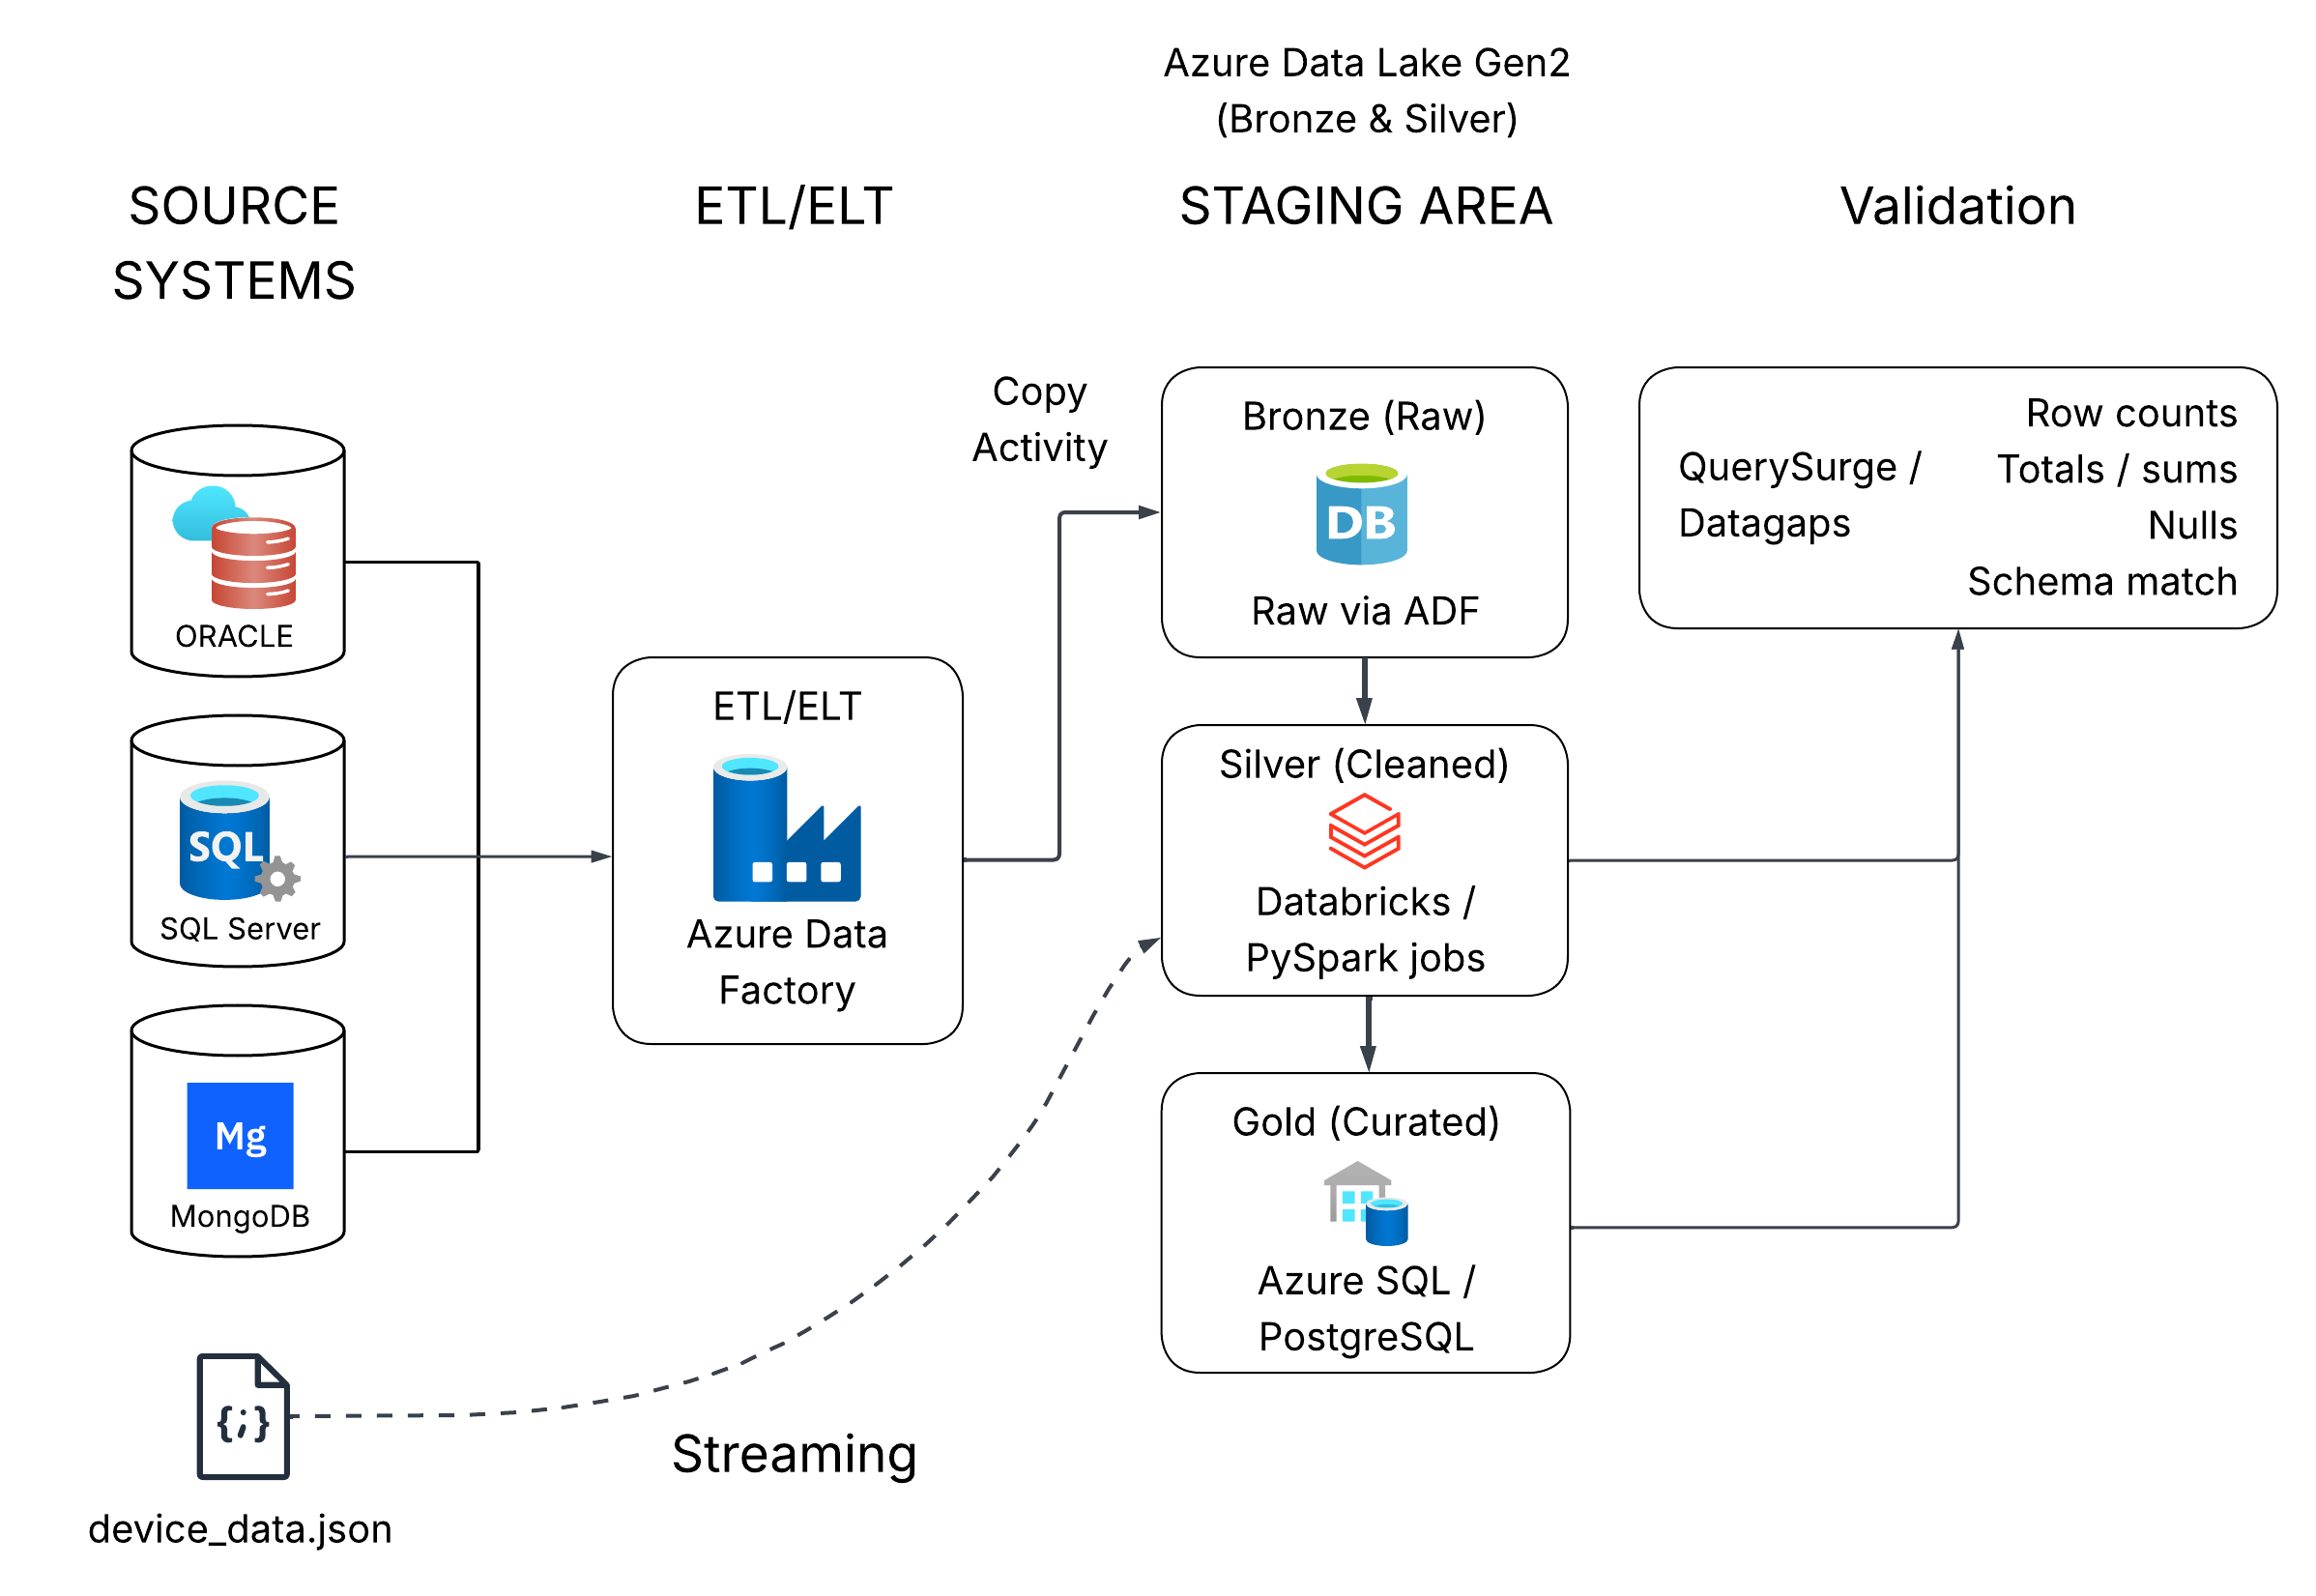 Azure Data Lake Gen2
(Bronze & Silver)
SOURCE
SYSTEMS
ETL/ELT
STAGING AREA
Validation
ORACLE
SQL
SQL Server
Mg
MongoDB
{;}
device_data.json
ETL/ELT
Azure Data
Factory
Copy
Activity
Streaming
Bronze (Raw)
DB
Raw via ADF
Silver (Cleaned)
Databricks /
PySpark jobs
Gold (Curated)
Azure SQL /
PostgreSQL
QuerySurge /
Datagaps
Row counts
Totals / sums
Nulls
Schema match